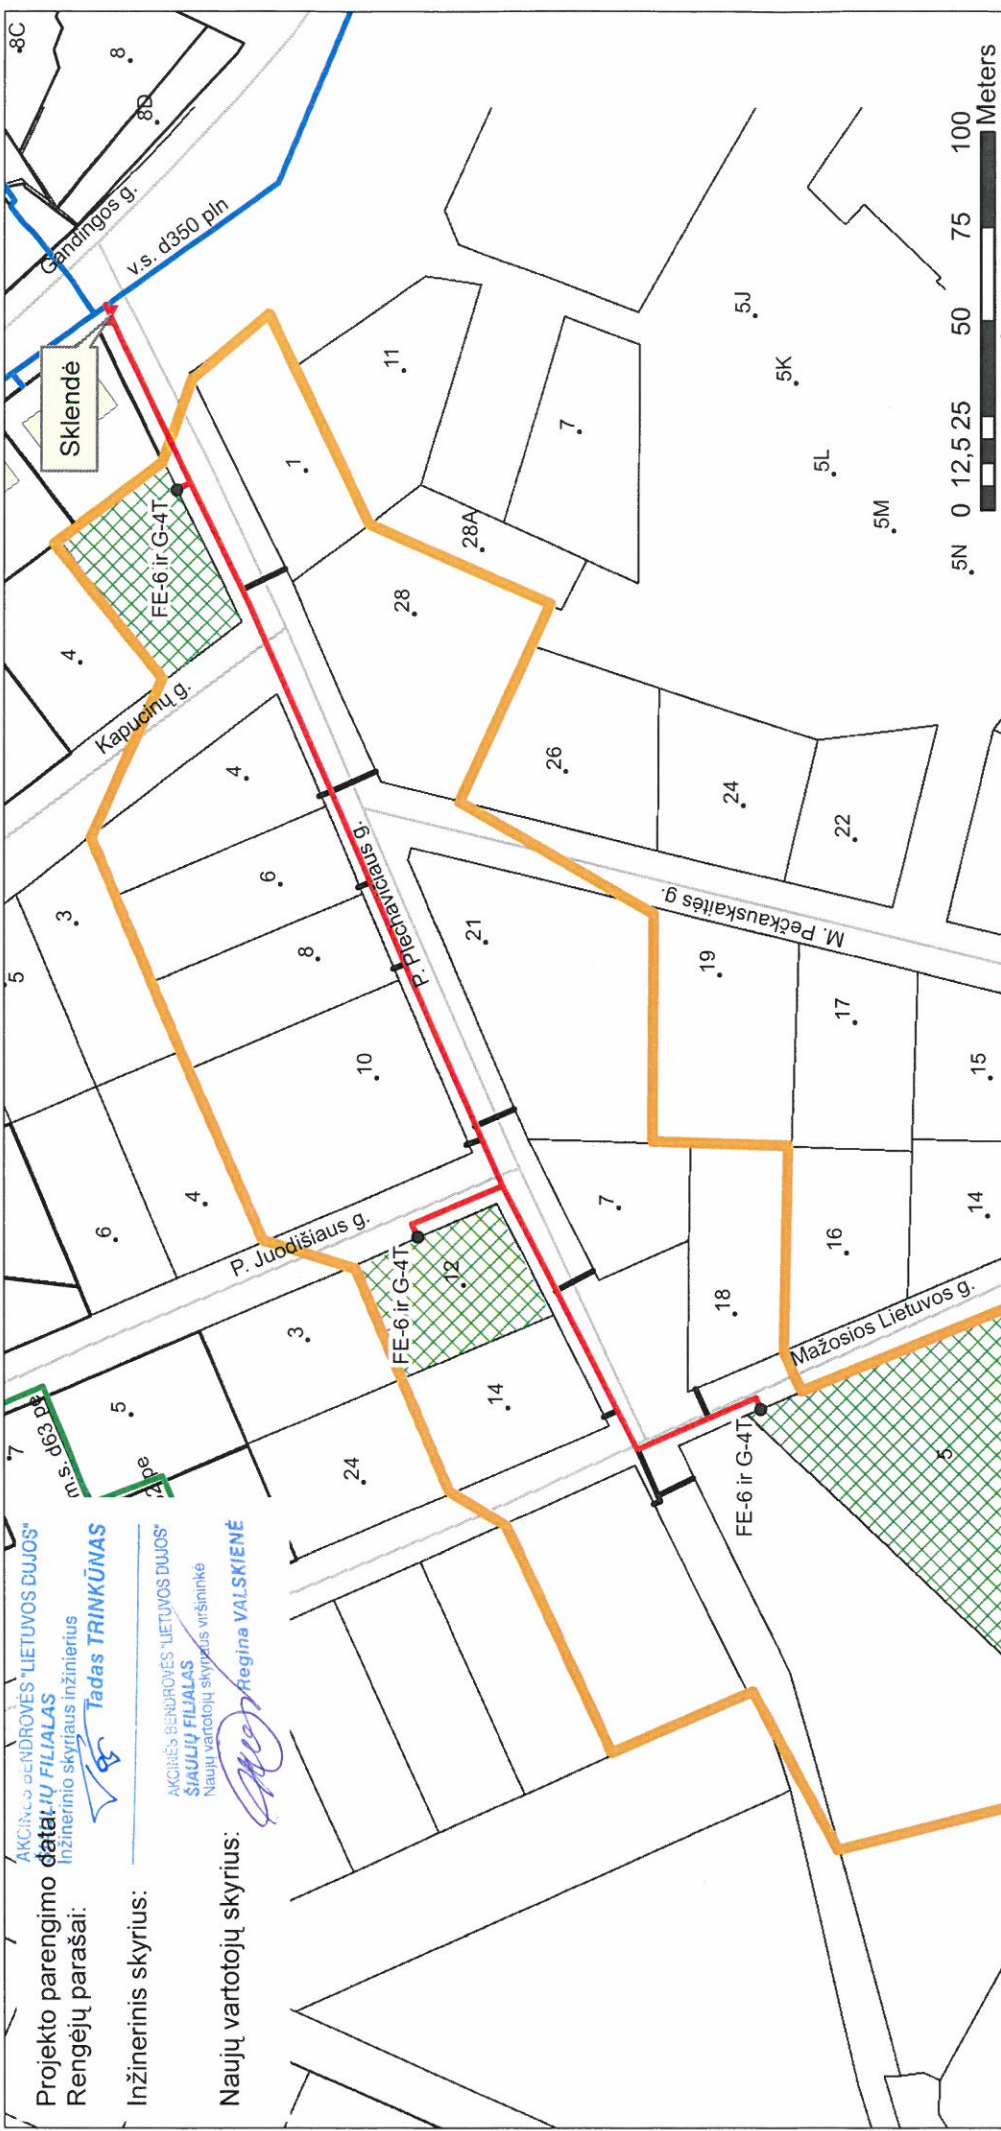 AKCINĖS BENDROVĖS "LIETUVOS DUJOS"
ŠIAULIŲ FILIALAS
Inžinerinio skyriaus inžinierius
Tadas TRINKŪNAS
Projekto parengimo data:
Rengėjų parašai:
Inžinerinis skyrius:
AKCINĖS BENDROVĖS "LIETUVOS DUJOS"
ŠIAULIŲ FILIALAS
Naujų vartotojų skyriaus viršininkė
Regina VALSKIENĖ
Naujų vartotojų skyrius:
7
m.s. d63 pe
5
24
3
14
12
FE-6 ir G-4T
P. Juodišiaus g.
6
4
10
8
6
4
5
3
Kapucinų g.
4
FE-6 ir G-4T
Sklendė
Gandingos g.
v.s. d350 pln
8C
8
8D
P. Plechavičiaus g.
1
11
7
28A
28
26
24
22
21
M. Pečkauskaitės g.
19
17
15
7
18
16
14
Mažosios Lietuvos g.
FE-6 ir G-4T
5
5J
5K
5L
5M
5N
0 12,5 25 50 75 100
Meters